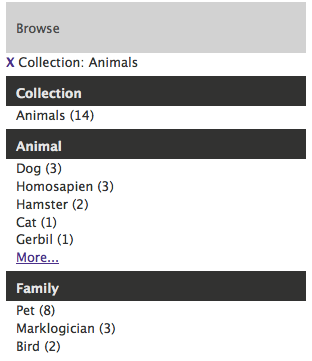 Browse
X Collection: Animals
Collection
Animals (14)
Animal
Dog (3)
Homosapien (3)
Hamster (2)
Cat (1)
Gerbil (1)
More...
Family
Pet (8)
Marklogician (3)
Bird (2)